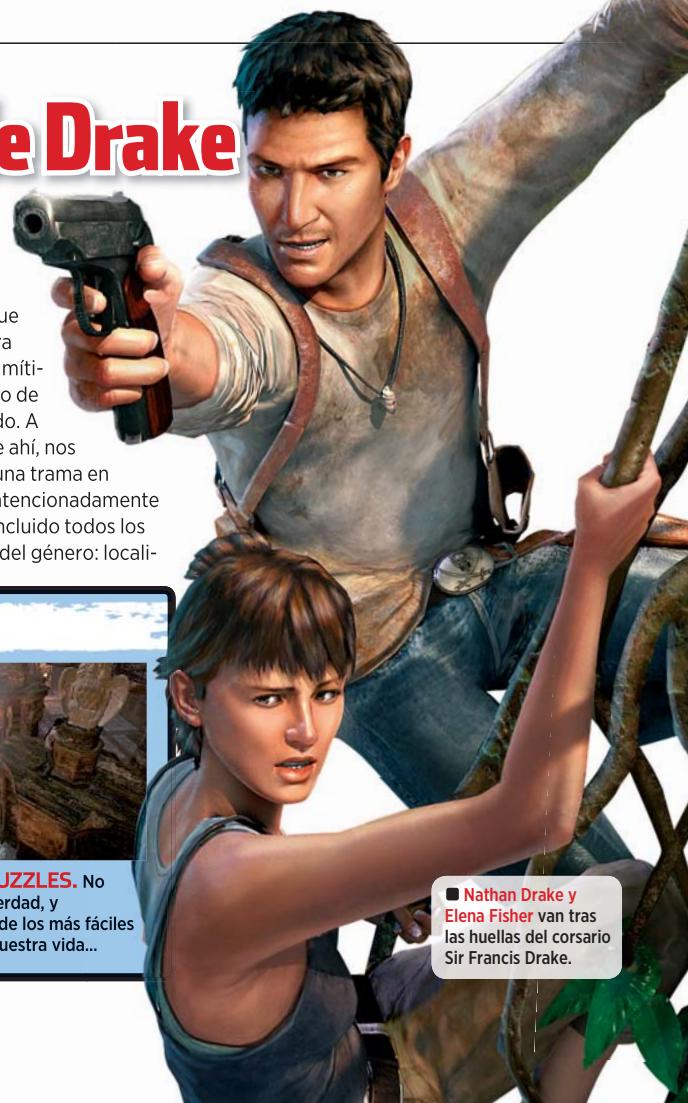 e Drake
ue
ra
míti-
o de
do. A
e ahí, nos
una trama en
ntencionadamente
ncluido todos los
del género: locali-
UZZLES. No
erdad, y
de los más fáciles
uestra vida...
■ Nathan Drake y
Elena Fisher van tras
las huellas del corsario
Sir Francis Drake.